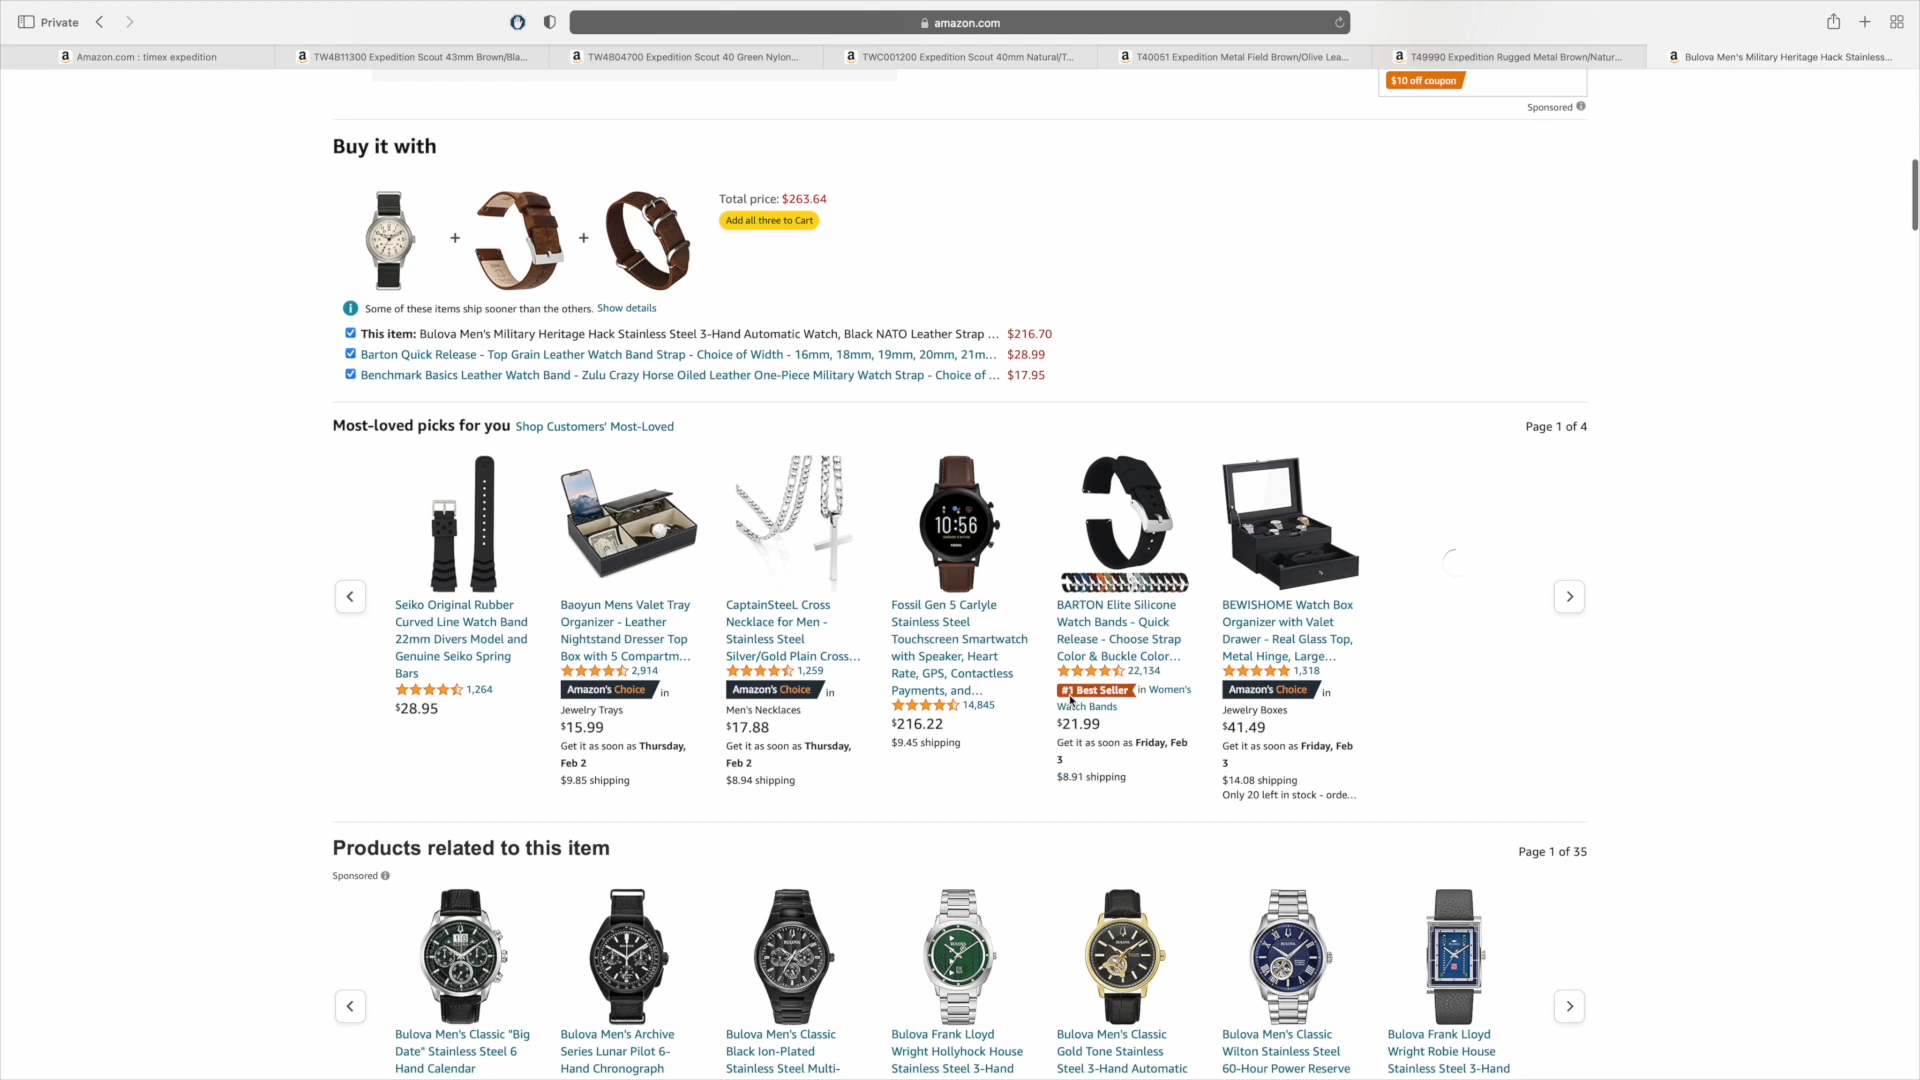 Private
amazon.com
Amazon.com : timex expedition
TW4B11300 Expedition Scout 43mm Brown/Bla...
TW4B04700 Expedition Scout 40 Green Nylon...
TWC001200 Expedition Scout 40mm Natural/T...
T40051 Expedition Metal Field Brown/Olive Lea...
T49990 Expedition Rugged Metal Brown/Natur...
Bulova Men's Military Heritage Hack Stainless...
$10 off coupon
Sponsored
Buy it with
Total price: $263.64
Add all three to Cart
Some of these items ship sooner than the others. Show details
This item: Bulova Men's Military Heritage Hack Stainless Steel 3-Hand Automatic Watch, Black NATO Leather Strap ... $216.70
Barton Quick Release - Top Grain Leather Watch Band Strap - Choice of Width - 16mm, 18mm, 19mm, 20mm, 21m... $28.99
Benchmark Basics Leather Watch Band - Zulu Crazy Horse Oiled Leather One-Piece Military Watch Strap - Choice of ... $17.95
Most-loved picks for you Shop Customers' Most-Loved
Page 1 of 4
10:56
Seiko Original Rubber
Curved Line Watch Band
22mm Divers Model and
Genuine Seiko Spring
Bars
1,264
$28.95
Baoyun Mens Valet Tray
Organizer - Leather
Nightstand Dresser Top
Box with 5 Compartm...
2,914
Amazon's Choice in
Jewelry Trays
$15.99
Get it as soon as Thursday,
Feb 2
$9.85 shipping
CaptainSteeL Cross
Necklace for Men -
Stainless Steel
Silver/Gold Plain Cross...
1,259
Amazon's Choice in
Men's Necklaces
$17.88
Get it as soon as Thursday,
Feb 2
$8.94 shipping
Fossil Gen 5 Carlyle
Stainless Steel
Touchscreen Smartwatch
with Speaker, Heart
Rate, GPS, Contactless
Payments, and...
14,845
$216.22
$9.45 shipping
BARTON Elite Silicone
Watch Bands - Quick
Release - Choose Strap
Color & Buckle Color...
22,134
#1 Best Seller in Women's
Watch Bands
$21.99
Get it as soon as Friday, Feb
3
$8.91 shipping
BEWISHOME Watch Box
Organizer with Valet
Drawer - Real Glass Top,
Metal Hinge, Large...
1,318
Amazon's Choice in
Jewelry Boxes
$41.49
Get it as soon as Friday, Feb
3
$14.08 shipping
Only 20 left in stock - orde...
Products related to this item
Page 1 of 35
Sponsored
Bulova Men's Classic "Big
Date" Stainless Steel 6
Hand Calendar
Bulova Men's Archive
Series Lunar Pilot 6-
Hand Chronograph
Bulova Men's Classic
Black Ion-Plated
Stainless Steel Multi-
Bulova Frank Lloyd
Wright Hollyhock House
Stainless Steel 3-Hand
Bulova Men's Classic
Gold Tone Stainless
Steel 3-Hand Automatic
Bulova Men's Classic
Wilton Stainless Steel
60-Hour Power Reserve
Bulova Frank Lloyd
Wright Robie House
Stainless Steel 3-Hand